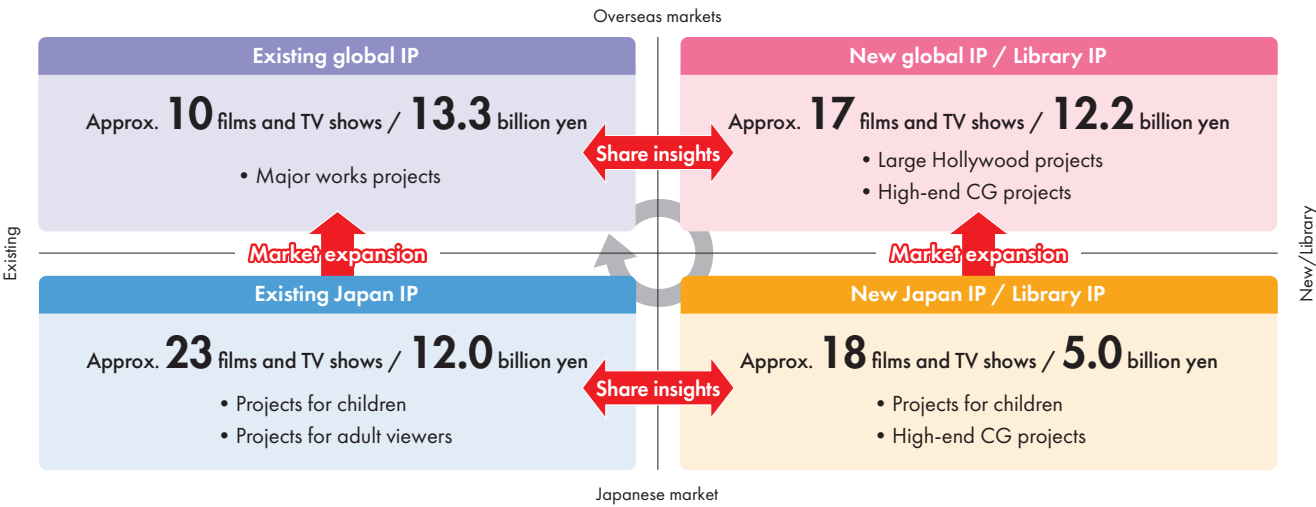 Overseas markets
Existing global IP
Approx. 10 films and TV shows / 13.3 billion yen
• Major works projects
Share insights
New global IP / Library IP
Approx. 17 films and TV shows / 12.2 billion yen
• Large Hollywood projects
• High-end CG projects
Existing
Market expansion
Market expansion
New/Library
Existing Japan IP
Approx. 23 films and TV shows / 12.0 billion yen
• Projects for children
• Projects for adult viewers
Share insights
New Japan IP / Library IP
Approx. 18 films and TV shows / 5.0 billion yen
• Projects for children
• High-end CG projects
Japanese market